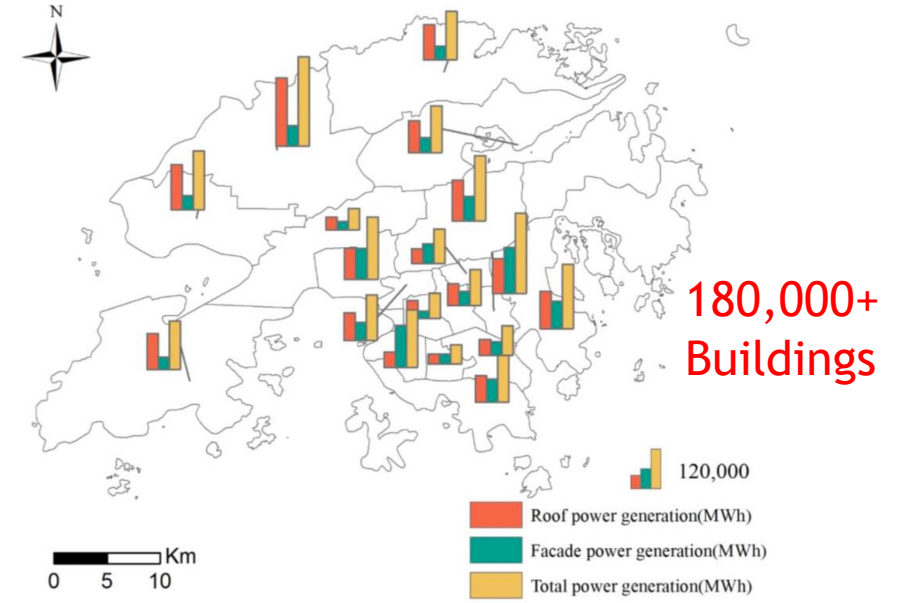 N
180,000+
Buildings
120,000
Roof power generation(MWh)
Facade power generation(MWh)
Total power generation(MWh)
Km
0 5 10